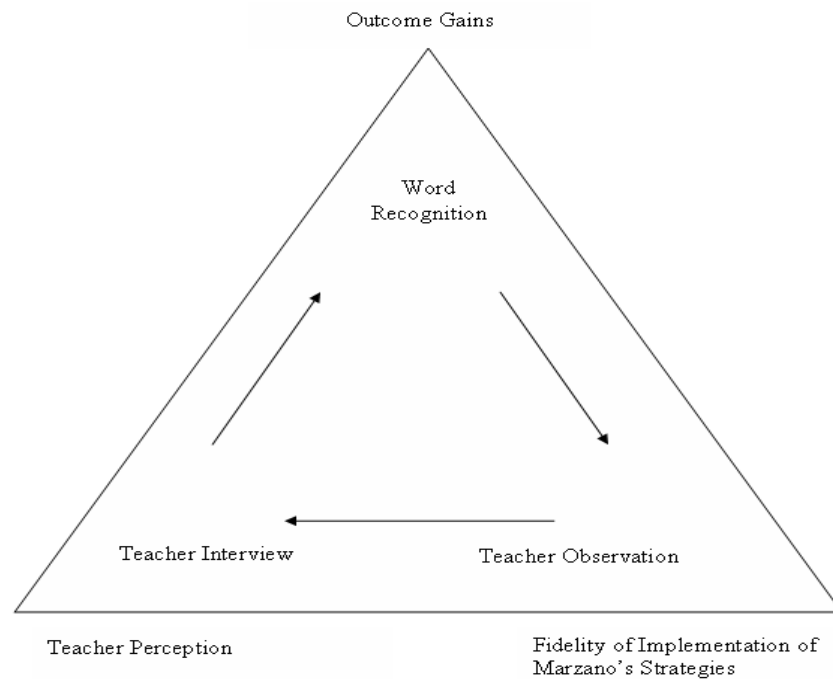 Outcome Gains
Word
Recognition
Teacher Interview
Teacher Observation
Teacher Perception
Fidelity of Implementation of
Marzano's Strategies